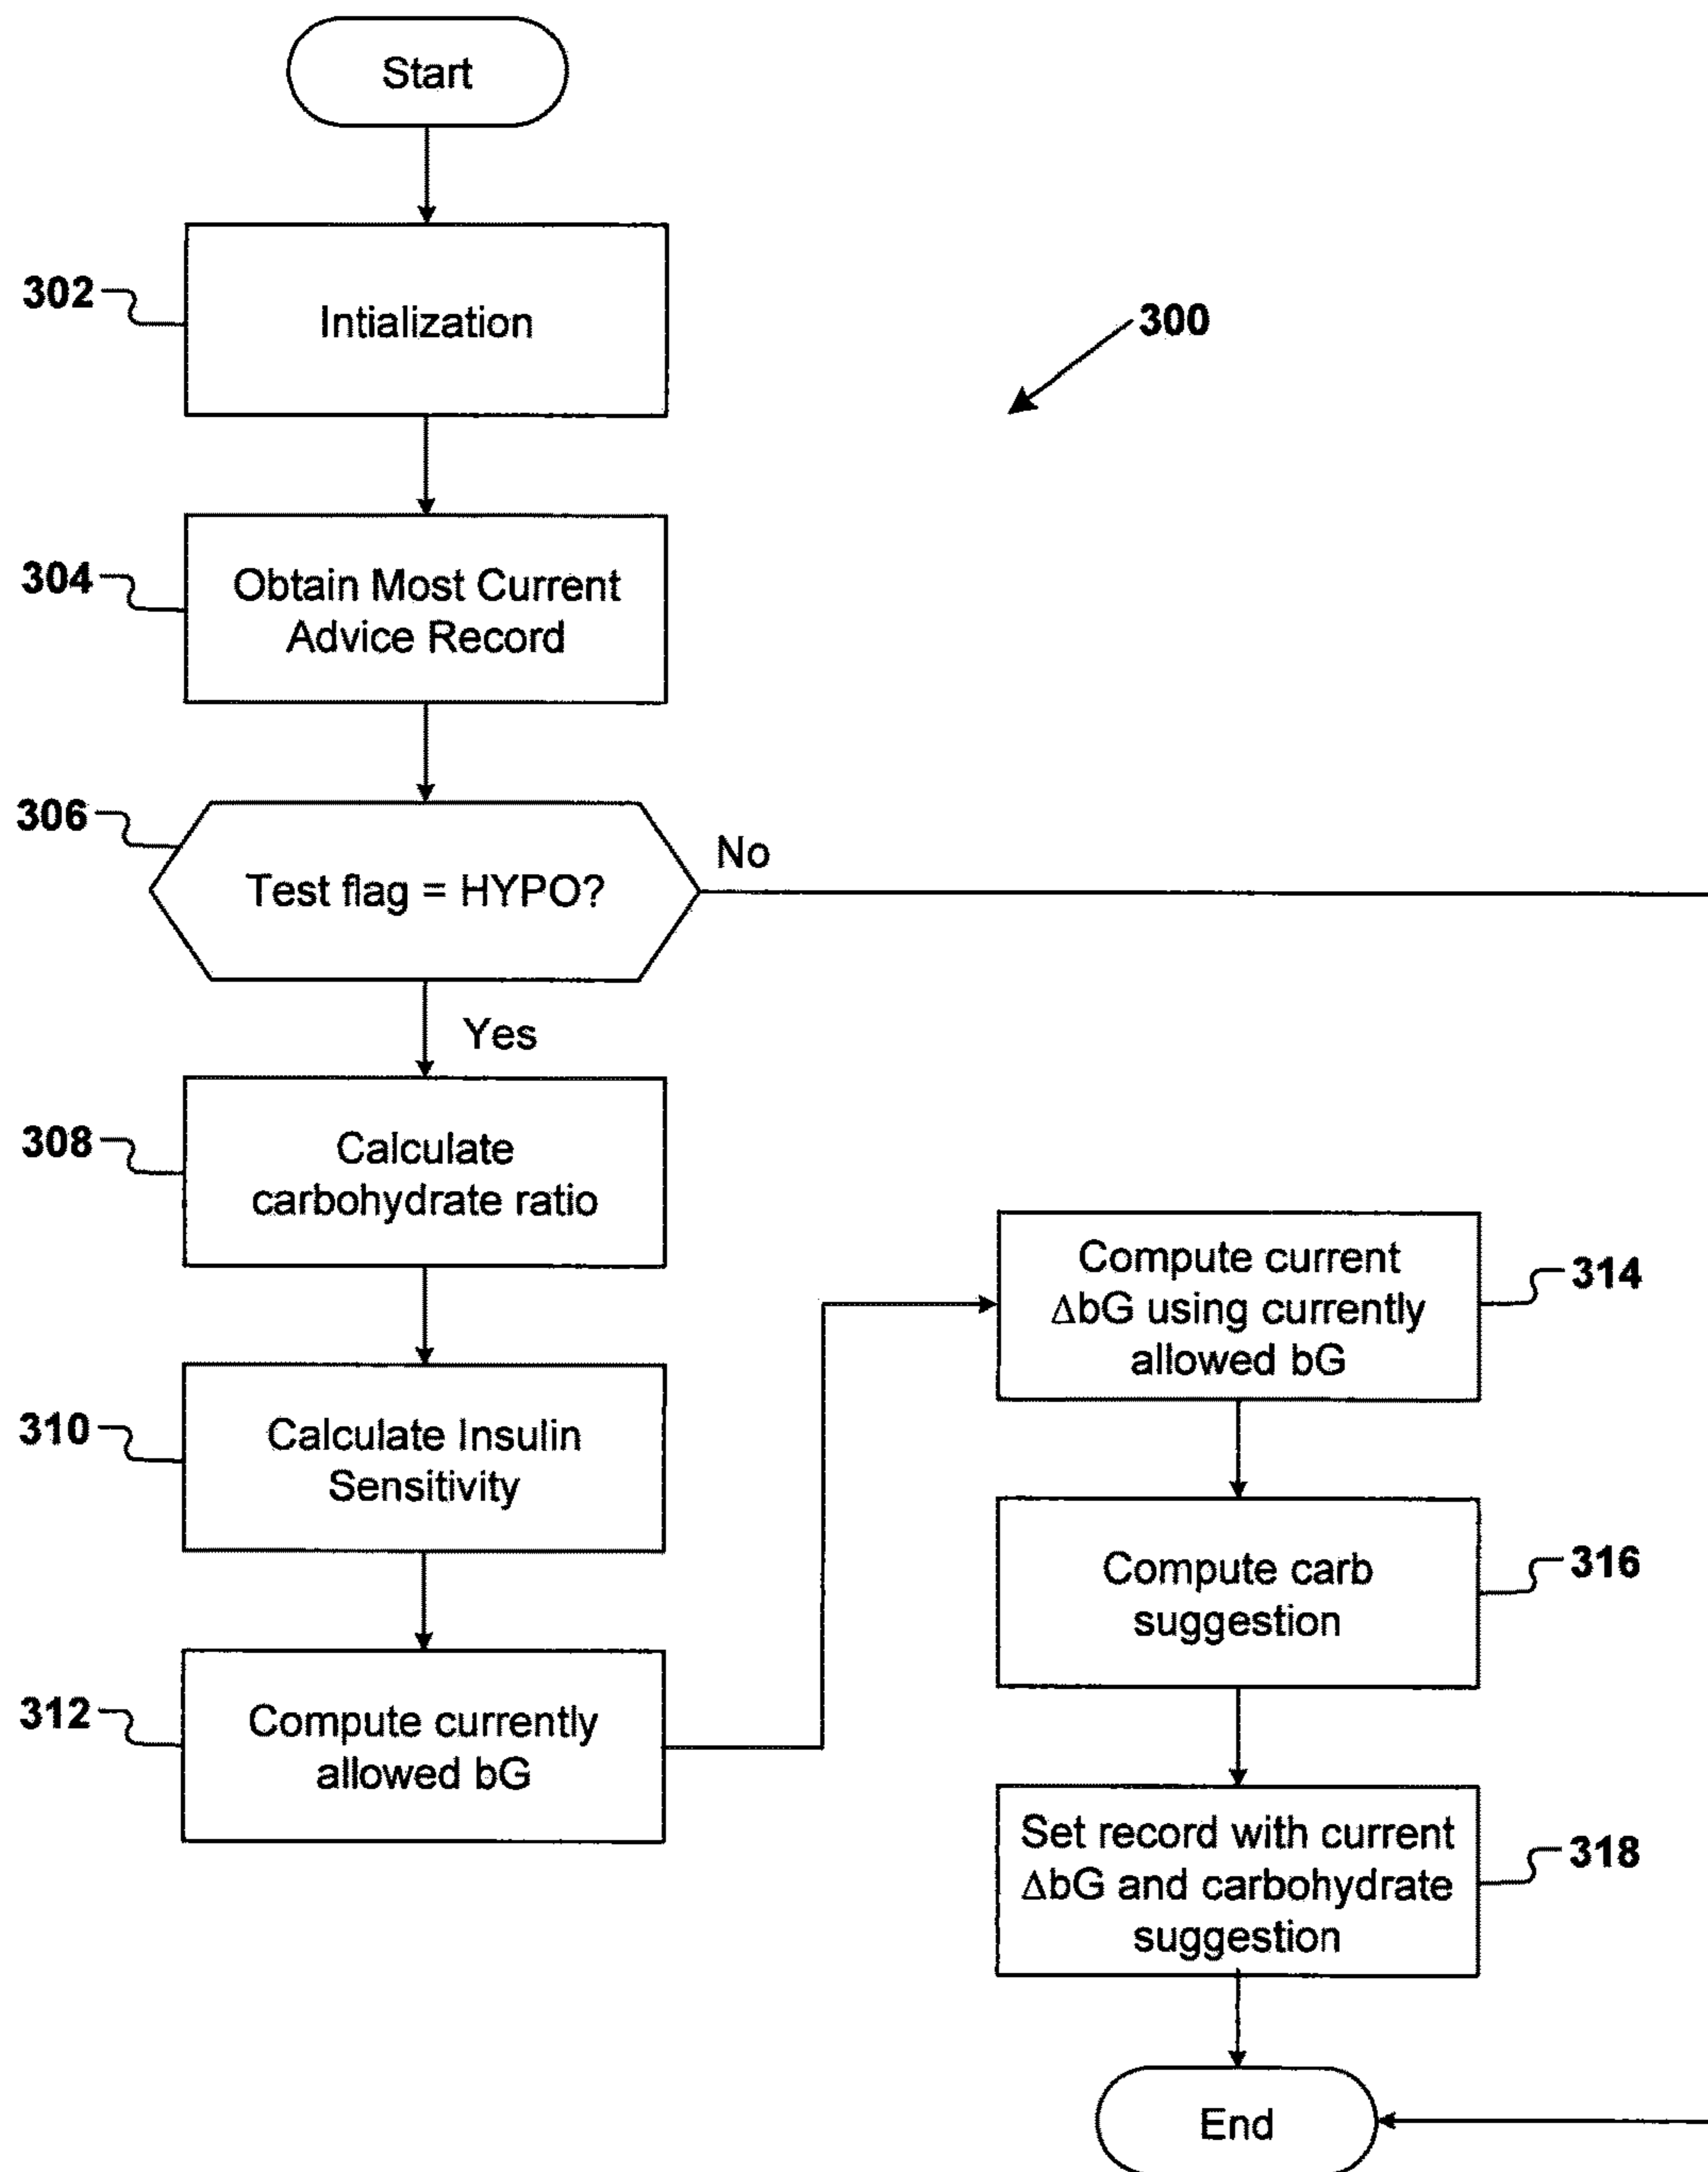 Start
302
Intialization
300
304
Obtain Most Current
Advice Record
306
Test flag = HYPO?
No
Yes
308
Calculate
carbohydrate ratio
310
Calculate Insulin
Sensitivity
312
Compute currently
allowed bG
Compute current
ΔbG using currently
allowed bG
314
Compute carb
suggestion
316
Set record with current
ΔbG and carbohydrate
suggestion
318
End